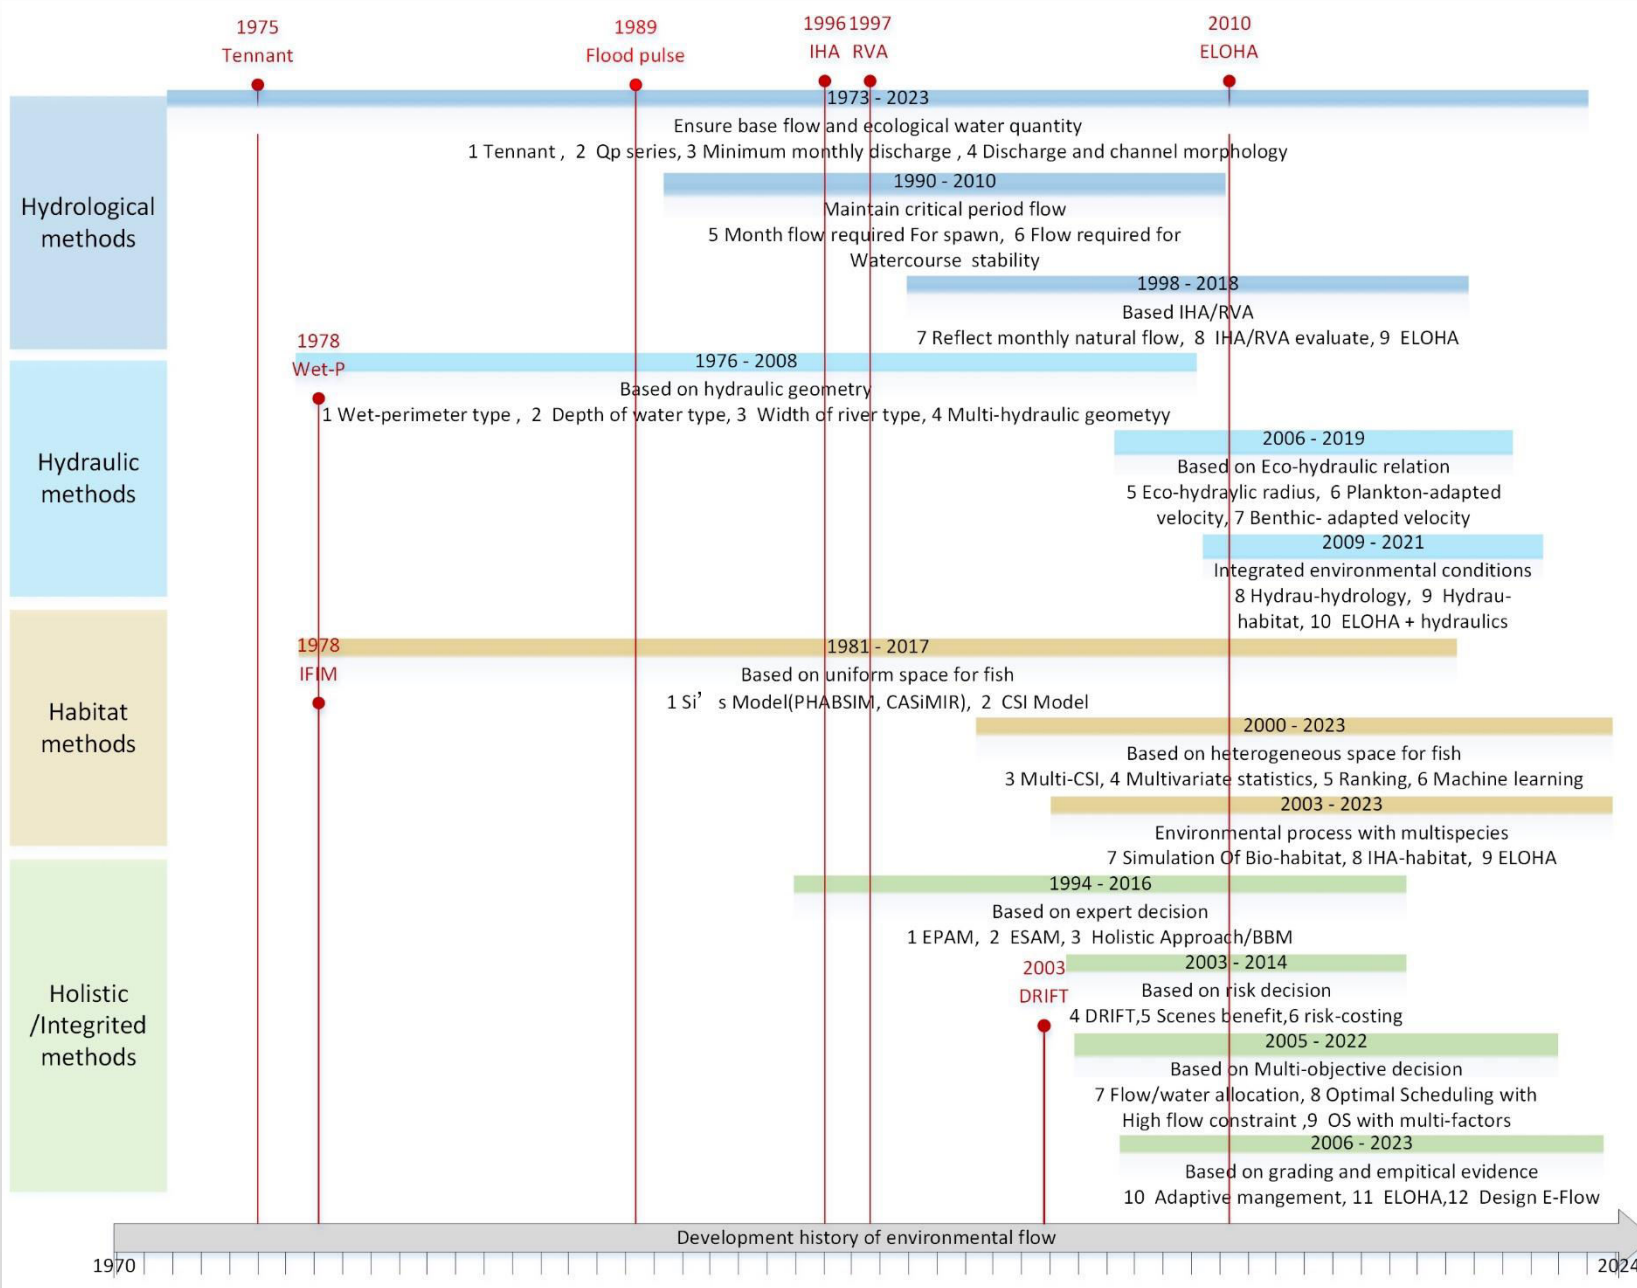 1975
Tennant
1989
Flood pulse
1996 1997
IHA RVA
2010
ELOHA
Hydrological
methods
1973 - 2023
Ensure base flow and ecological water quantity
1 Tennant , 2 Qp series, 3 Minimum monthly discharge , 4 Discharge and channel morphology
1990 - 2010
Maintain critical period flow
5 Month flow required For spawn, 6 Flow required for
Watercourse stability
1998 - 2018
Based IHA/RVA
7 Reflect monthly natural flow, 8 IHA/RVA evaluate, 9 ELOHA
Hydraulic
methods
1978
Wet-P
1976 - 2008
Based on hydraulic geometry
1 Wet-perimeter type , 2 Depth of water type, 3 Width of river type, 4 Multi-hydraulic geometyy
2006 - 2019
Based on Eco-hydraulic relation
5 Eco-hydraylic radius, 6 Plankton-adapted
velocity, 7 Benthic- adapted velocity
2009 - 2021
Integrated environmental conditions
8 Hydrau-hydrology, 9 Hydrau-
habitat, 10 ELOHA + hydraulics
Habitat
methods
1978
IFIM
1981 - 2017
Based on uniform space for fish
1 Si’ s Model(PHABSIM, CASiMIR), 2 CSI Model
2000 - 2023
Based on heterogeneous space for fish
3 Multi-CSI, 4 Multivariate statistics, 5 Ranking, 6 Machine learning
2003 - 2023
Environmental process with multispecies
7 Simulation Of Bio-habitat, 8 IHA-habitat, 9 ELOHA
Holistic
/Integrited
methods
1994 - 2016
Based on expert decision
1 EPAM, 2 ESAM, 3 Holistic Approach/BBM
2003
DRIFT
2003 - 2014
Based on risk decision
4 DRIFT,5 Scenes benefit,6 risk-costing
2005 - 2022
Based on Multi-objective decision
7 Flow/water allocation, 8 Optimal Scheduling with
High flow constraint ,9 OS with multi-factors
2006 - 2023
Based on grading and empitical evidence
10 Adaptive mangement, 11 ELOHA,12 Design E-Flow
Development history of environmental flow
1970
2024